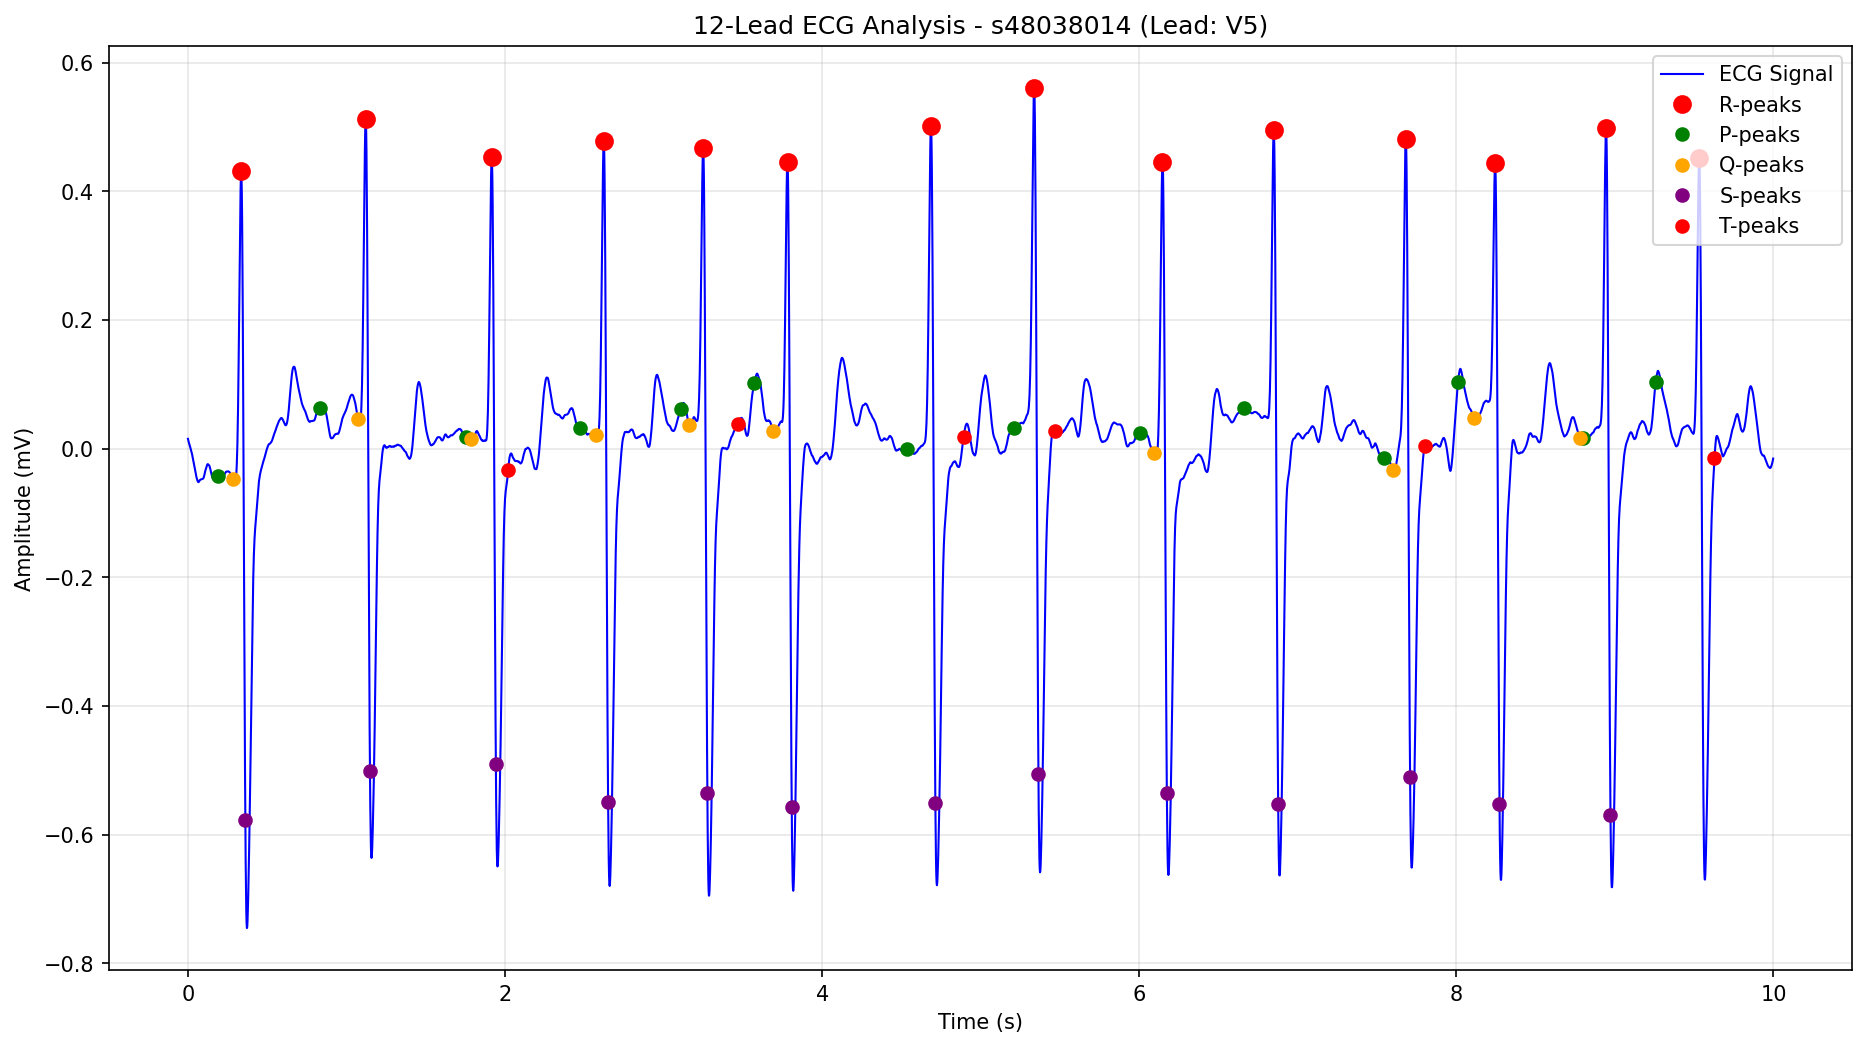 12-Lead ECG Analysis - s48038014 (Lead: V5)
ECG Signal
R-peaks
P-peaks
Q-peaks
S-peaks
T-peaks
Amplitude (mV)
0.6
0.4
0.2
0.0
−0.2
−0.4
−0.6
−0.8
0
2
4
6
8
10
Time (s)